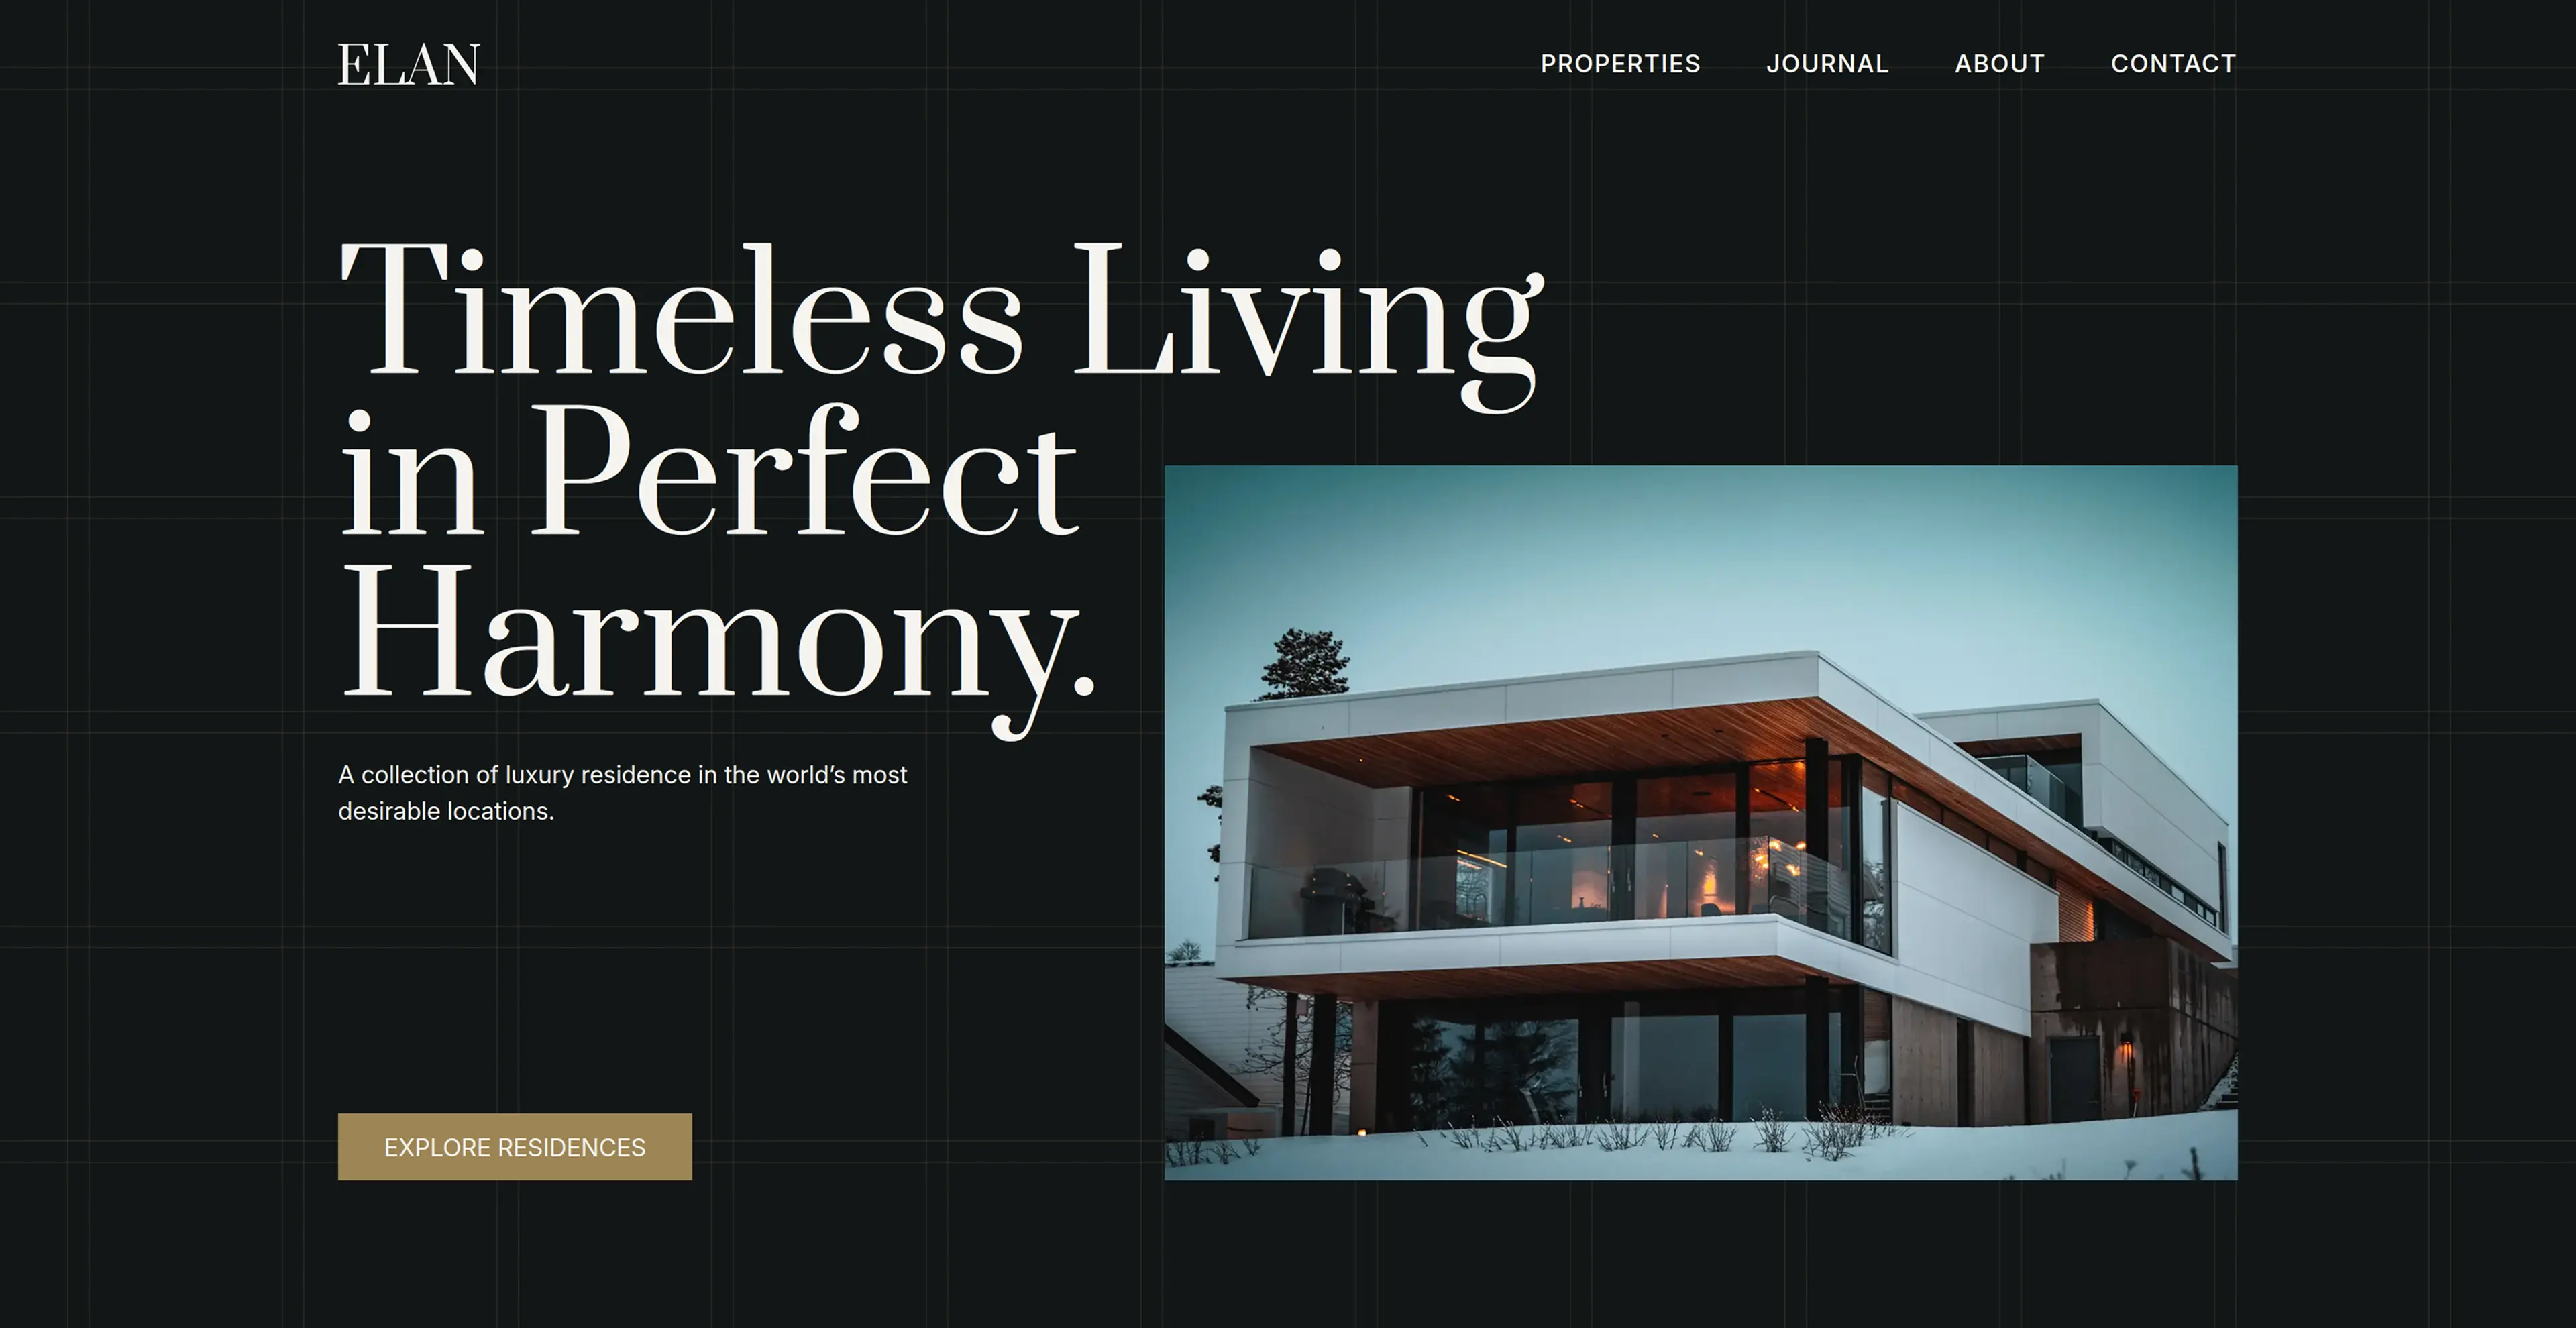 ELAN
PROPERTIES JOURNAL ABOUT CONTACT
Timeless Living
in Perfect
Harmony.
A collection of luxury residence in the world’s most
desirable locations.
EXPLORE RESIDENCES